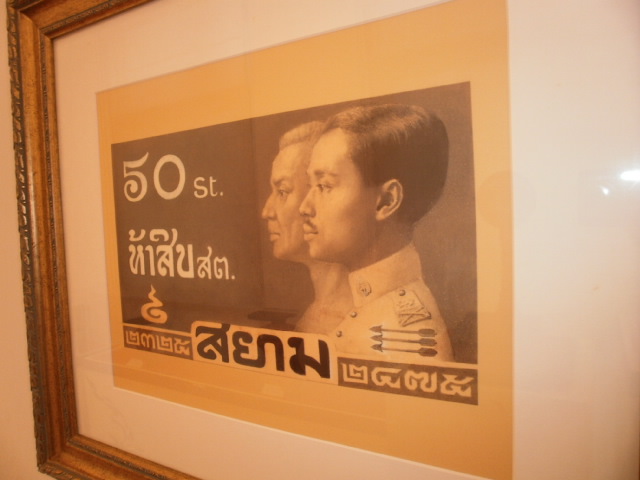 50 St.
ห้าสิบ สต.
๒๓๒๕ สยาม ๒๔๗๕